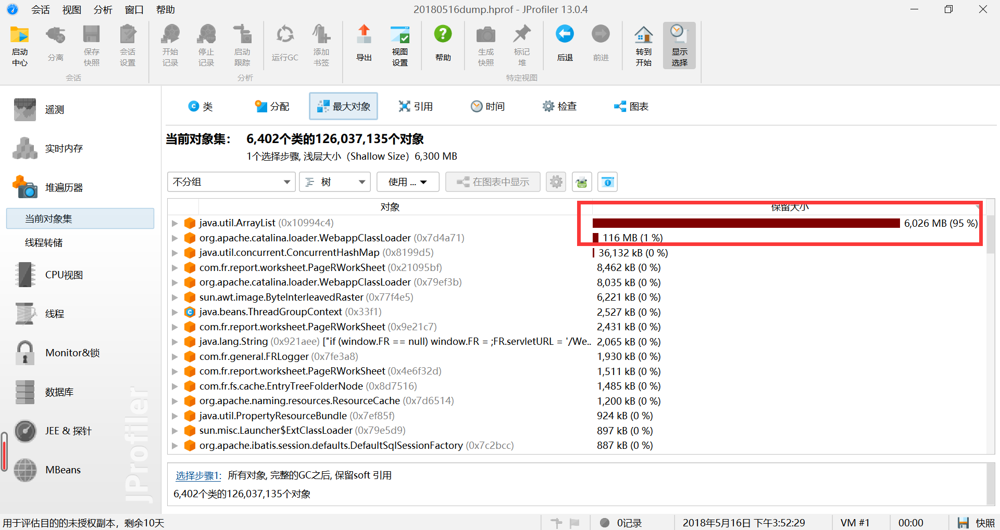 会话 视图 分析 窗口 帮助
20180516dump.hprof - JProfiler 13.0.4
启动中心
分离
保存快照
会话设置
开始记录
停止记录
启动跟踪
运行GC
添加书签
导出
视图设置
帮助
生成快照
标记堆
后退
前进
转到开始
显示选择
会话
分析
特定视图
遥测
实时内存
堆遍历器
当前对象集
线程转储
CPU视图
线程
Monitor&锁
数据库
JEE & 探针
MBeans
JProfiler
类 分配 最大对象 引用 时间 检查 图表
当前对象集： 6,402个类的126,037,135个对象
1个选择步骤, 浅层大小（Shallow Size）6,300 MB
不分组 树 使用 ... 在图表中显示
对象 保留大小
java.util.ArrayList (0x10994c4) 6,026 MB (95 %)
org.apache.catalina.loader.WebappClassLoader (0x7d4a71) 116 MB (1 %)
java.util.concurrent.ConcurrentHashMap (0x8199d5) 36,132 kB (0 %)
com.fr.report.worksheet.PageRWorkSheet (0x21095bf) 8,462 kB (0 %)
org.apache.catalina.loader.WebappClassLoader (0x79ef3b) 8,035 kB (0 %)
sun.awt.image.ByteInterleavedRaster (0x77f4e5) 6,221 kB (0 %)
java.beans.ThreadGroupContext (0x33f1) 2,527 kB (0 %)
com.fr.report.worksheet.PageRWorkSheet (0x9e21c7) 2,431 kB (0 %)
java.lang.String (0x921aee) ["if (window.FR == null) window.FR = ;FR.servletURL = '/We.. 2,065 kB (0 %)
com.fr.general.FRLogger (0x7fe3a8) 1,930 kB (0 %)
com.fr.report.worksheet.PageRWorkSheet (0x4e6f32d) 1,511 kB (0 %)
com.fr.fs.cache.EntryTreeFolderNode (0x8d7516) 1,485 kB (0 %)
org.apache.naming.resources.ResourceCache (0x7d6514) 1,200 kB (0 %)
java.util.PropertyResourceBundle (0x7ef85f) 924 kB (0 %)
sun.misc.Launcher$ExtClassLoader (0x79e5d9) 897 kB (0 %)
org.apache.ibatis.session.defaults.DefaultSqlSessionFactory (0x7c2bcc) 887 kB (0 %)
选择步骤1: 所有对象, 完整的GC之后, 保留soft 引用
6,402个类的126,037,135个对象
用于评估目的的未授权副本，剩余10天 0记录 2018年5月16日 下午3:52:29 VM #1 00:00 快照